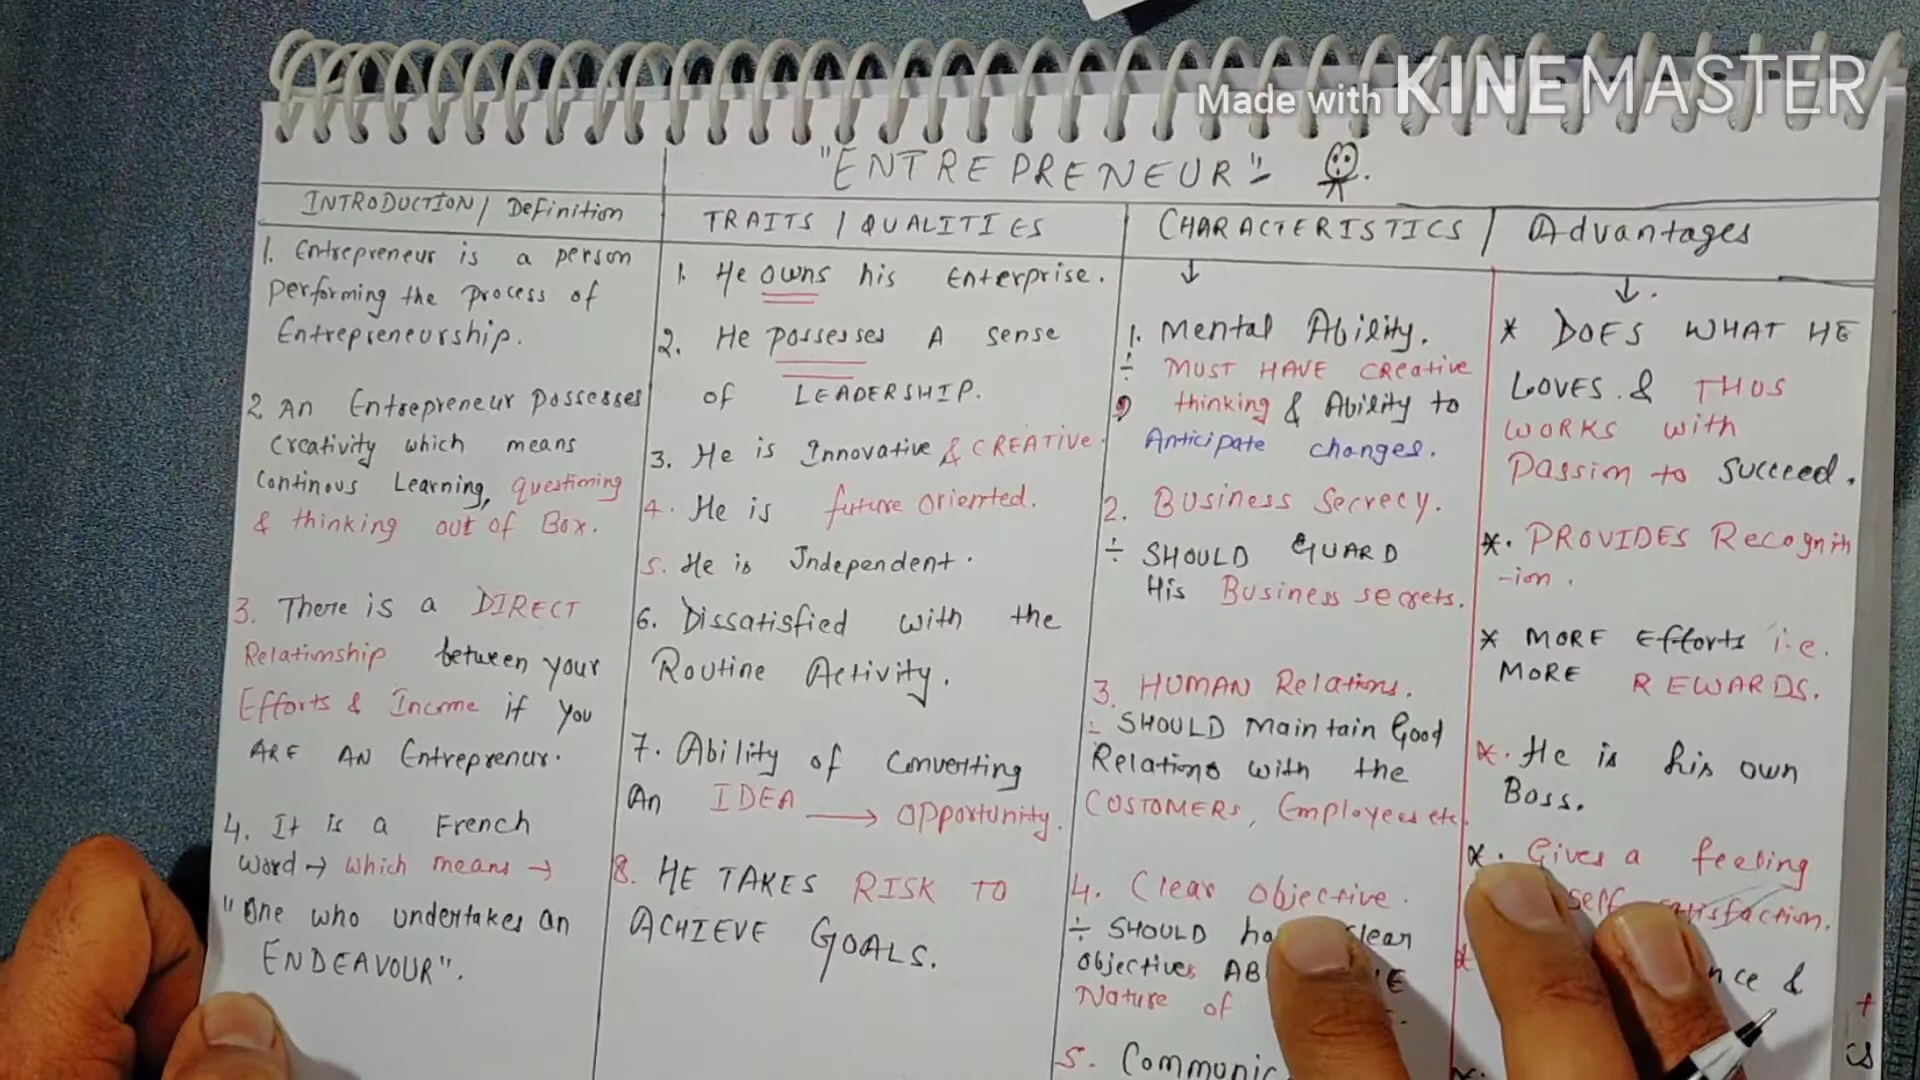 Made with KINEMASTER
"ENTREPRENEUR"
INTRODUCTION / Definition
1. Entrepreneur is a person
performing the process of
Entrepreneurship.
2 An Entrepreneur possesses
creativity which means
continous Learning, questioning
& thinking out of Box.
3. There is a DIRECT
Relationship between your
Efforts & Income if you
ARE AN Entreprenur.
4. It is a French
word → which means →
"One who undertakes an
ENDEAVOUR".
TRAITS / QUALITIES
1. He owns his Enterprise.
2. He possesses A sense
of LEADERSHIP.
3. He is Innovative & CREATIVE.
4. He is future oriented.
5. He is Independent.
6. Dissatisfied with the
Routine Activity.
7. Ability of converting
An IDEA → opportunity.
8. HE TAKES RISK TO
ACHIEVE GOALS.
CHARACTERISTICS / Advantages
↓
1. Mental Ability.
÷ MUST HAVE Creative
thinking & Ability to
Anticipate changes.
2. Business Secrecy.
÷ SHOULD GUARD
His Business secrets.
3. HUMAN Relations.
÷ SHOULD maintain Good
Relations with the
CUSTOMERS, Employees etc.
4. Clear objective.
÷ SHOULD clear
objectives
Nature of
5.
↓.
* DOES WHAT HE
LOVES. & THUS
WORKS with
Passion to succeed.
*. PROVIDES Recognit
-ion.
* MORE Efforts i.e.
MORE REWARDS.
*. He is his own
Boss.
*. Gives a feeling
self satisfaction.
&